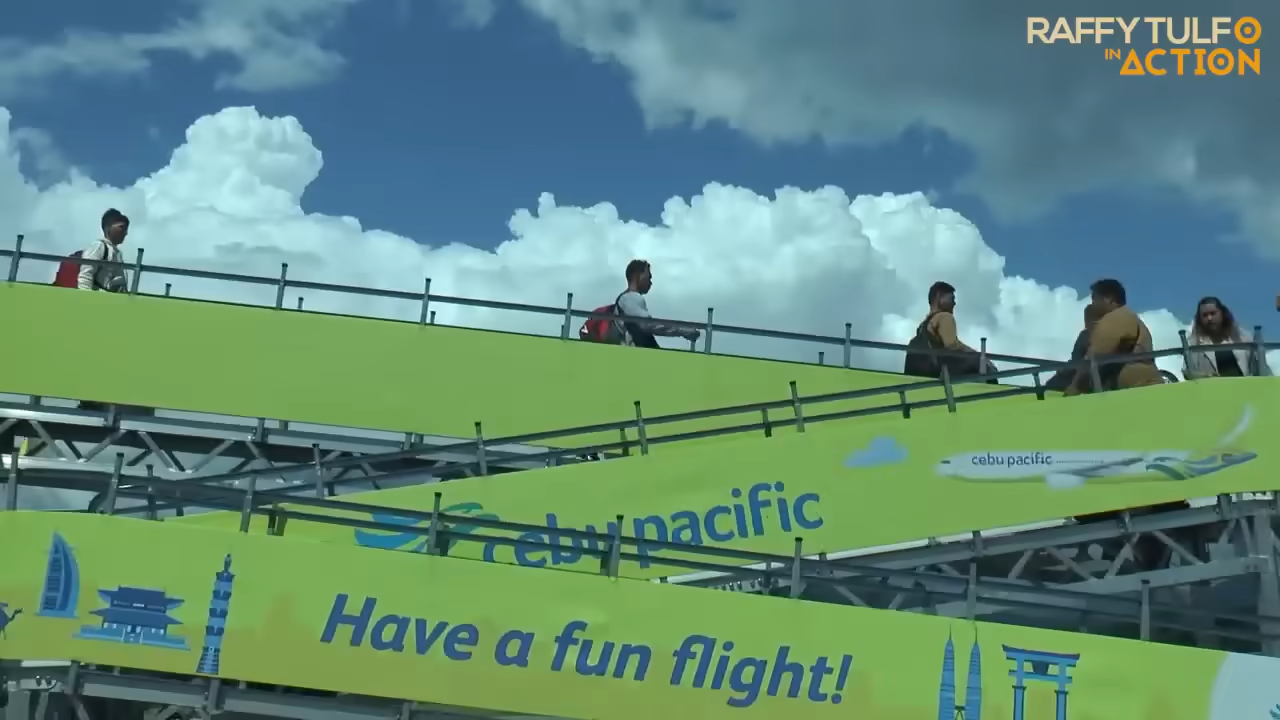 RAFFY TULFO
IN ACTION
cebu pacific
cebu pacific
Have a fun flight!